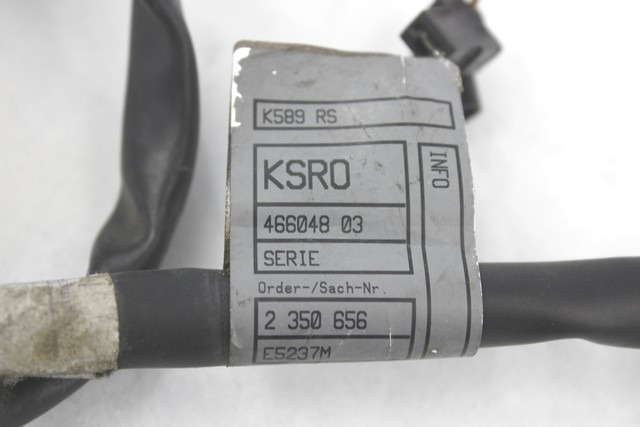 K589 RS
KSRO
466048 03
SERIE
Order-/Sach-Nr.
2 350 656
E5237M
INFO